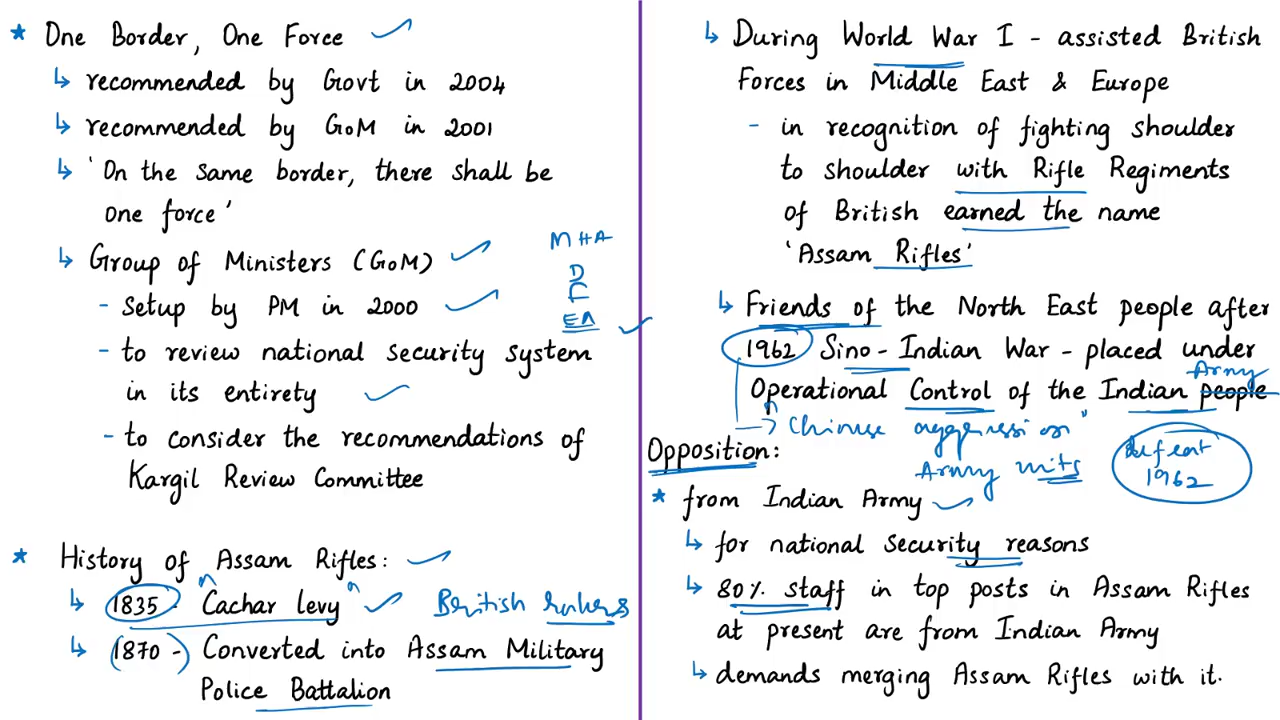 * One Border, One Force
↳ recommended by Govt in 2004
↳ recommended by GoM in 2001
↳ 'On the same border, there shall be
one force'
↳ Group of Ministers (GoM)
- Setup by PM in 2000
- to review national security system
in its entirety
- to consider the recommendations of
Kargil Review Committee
MHA
D
F
EA
* History of Assam Rifles:
↳ 1835 - "Cachar levy" British rulers
↳ (1870 -) Converted into Assam Military
Police Battalion
↳ During World War I - assisted British
Forces in Middle East & Europe
- in recognition of fighting shoulder
to shoulder with Rifle Regiments
of British earned the name
'Assam Rifles'
↳ Friends of the North East people after
1962 Sino-Indian War - placed under
Operational Control of the Indian people
Army
→ "Chinese aggression"
Army units
defeat
1962
Opposition:
* from Indian Army
↳ for national security reasons
↳ 80% staff in top posts in Assam Rifles
at present are from Indian Army
↳ demands merging Assam Rifles with it.